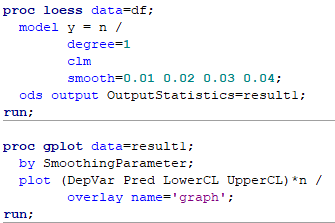 proc loess data=df;
model y = n /
degree=1
clm
smooth=0.01 0.02 0.03 0.04;
ods output OutputStatistics=result1;
run;
proc gplot data=result1;
by SmoothingParameter;
plot (DepVar Pred LowerCL UpperCL)*n /
overlay name='graph';
run;